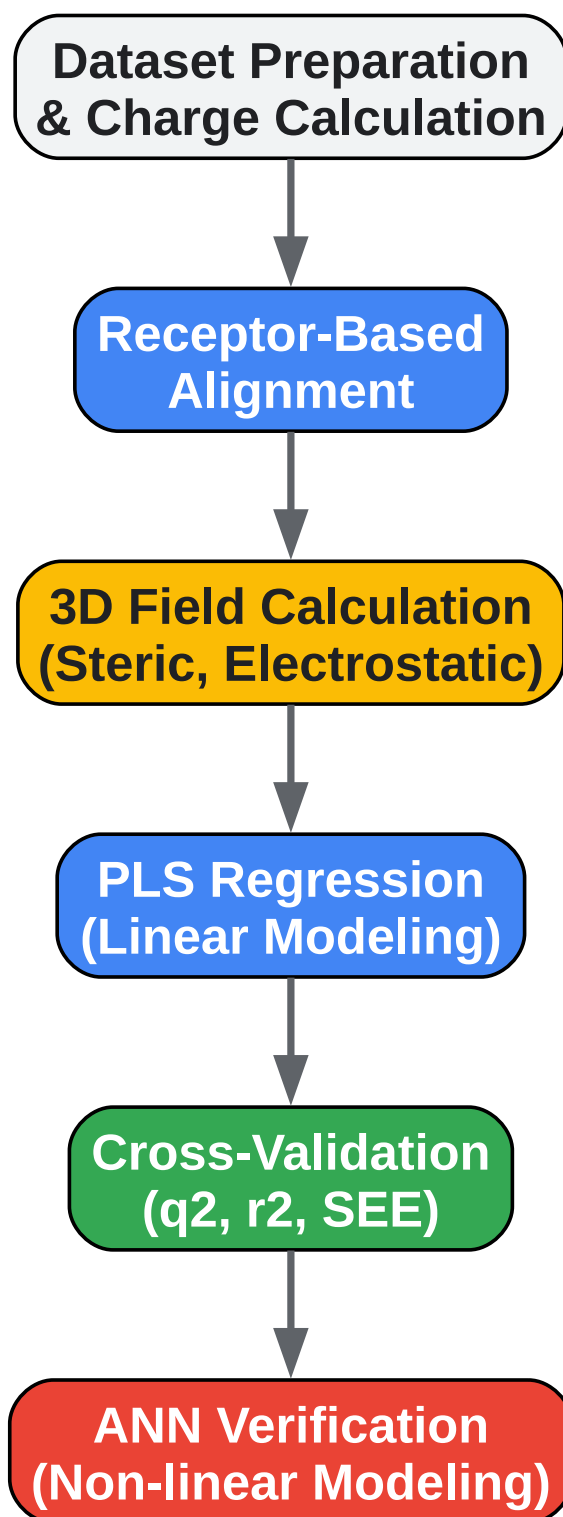 Dataset Preparation
& Charge Calculation
Receptor-Based
Alignment
3D Field Calculation
(Steric, Electrostatic)
PLS Regression
(Linear Modeling)
Cross-Validation
(q2, r2, SEE)
ANN Verification
(Non-linear Modeling)